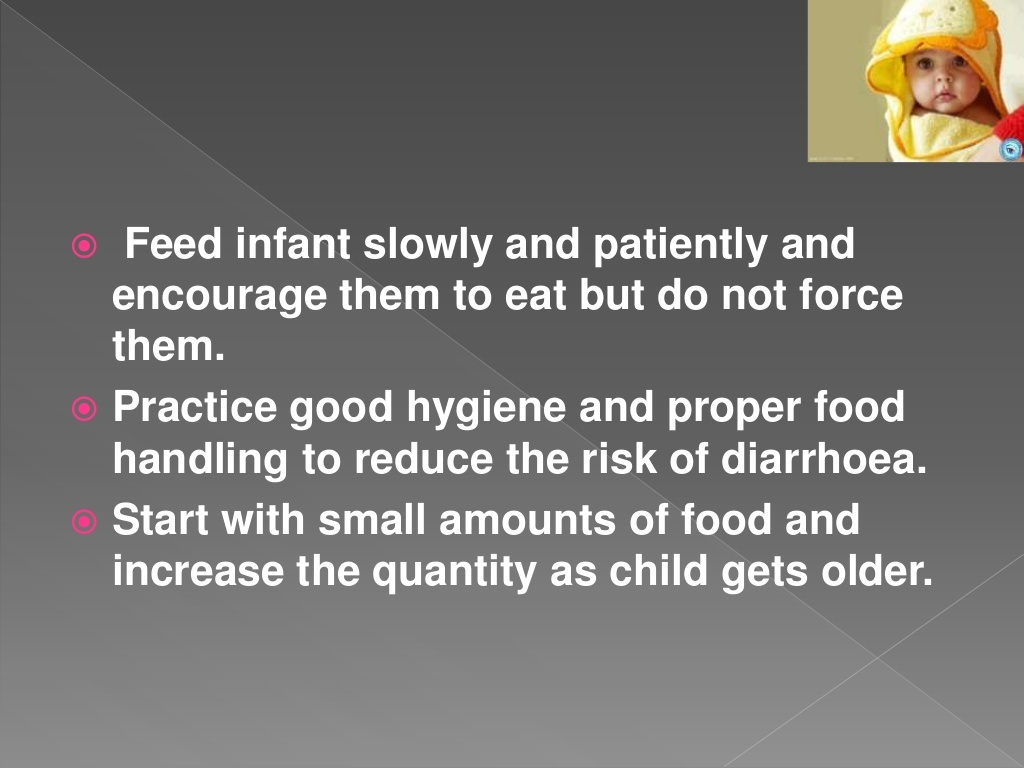 Feed infant slowly and patiently and
encourage them to eat but do not force
them.
Practice good hygiene and proper food
handling to reduce the risk of diarrhoea.
Start with small amounts of food and
increase the quantity as child gets older.